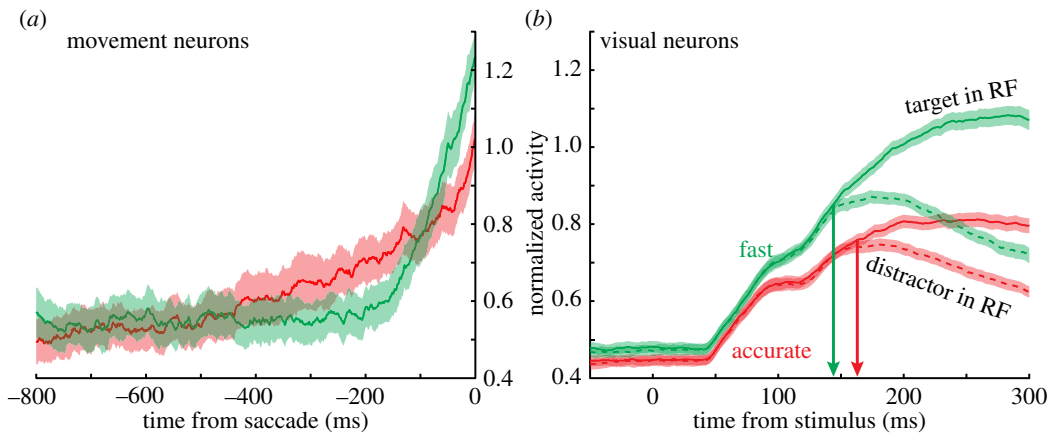 (a)
movement neurons
1.2
1.0
0.8
0.6
0.4
–800
–600
–400
–200
0
time from saccade (ms)
(b)
visual neurons
normalized activity
1.2
1.0
0.8
0.6
0.4
target in RF
fast
distractor in RF
accurate
0
100
200
300
time from stimulus (ms)